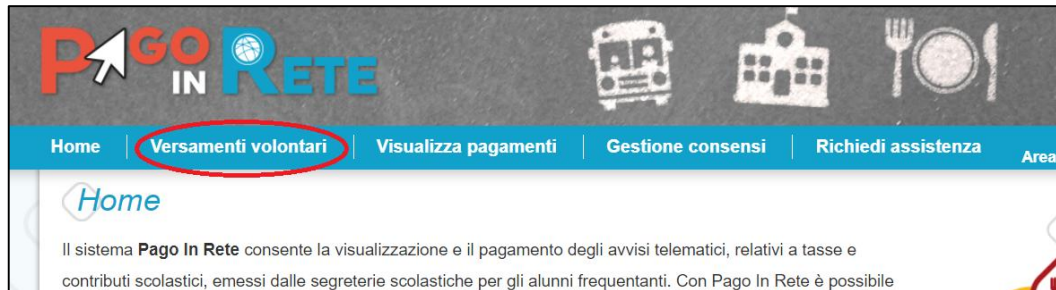 PAGO
IN RETE
Home Versamenti volontari Visualizza pagamenti Gestione consensi Richiedi assistenza Area
Home
Il sistema Pago In Rete consente la visualizzazione e il pagamento degli avvisi telematici, relativi a tasse e
contributi scolastici, emessi dalle segreterie scolastiche per gli alunni frequentanti. Con Pago In Rete è possibile